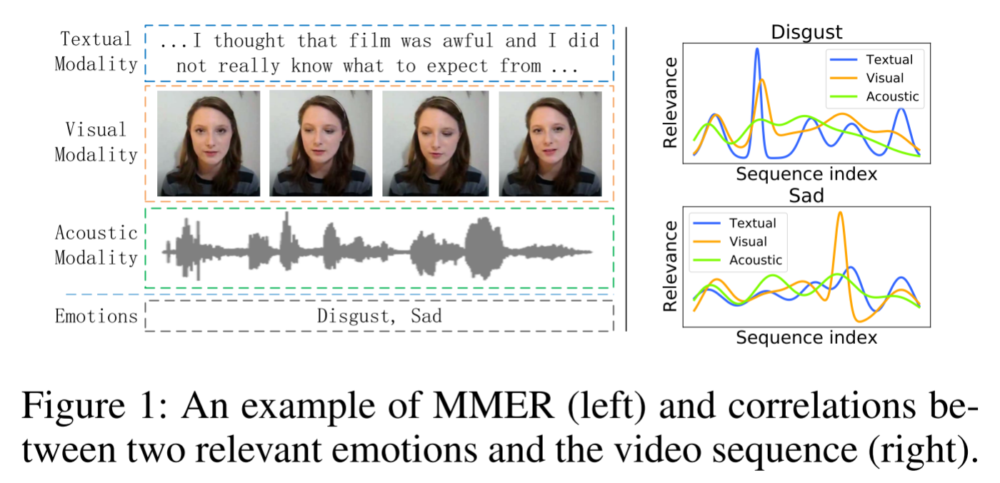 Textual
Modality
...I thought that film was awful and I did
not really know what to expect from ...
Visual
Modality
Acoustic
Modality
Emotions
Disgust, Sad
Disgust
Relevance
Textual
Visual
Acoustic
Sequence index
Sad
Relevance
Textual
Visual
Acoustic
Sequence index
Figure 1: An example of MMER (left) and correlations be-
tween two relevant emotions and the video sequence (right).